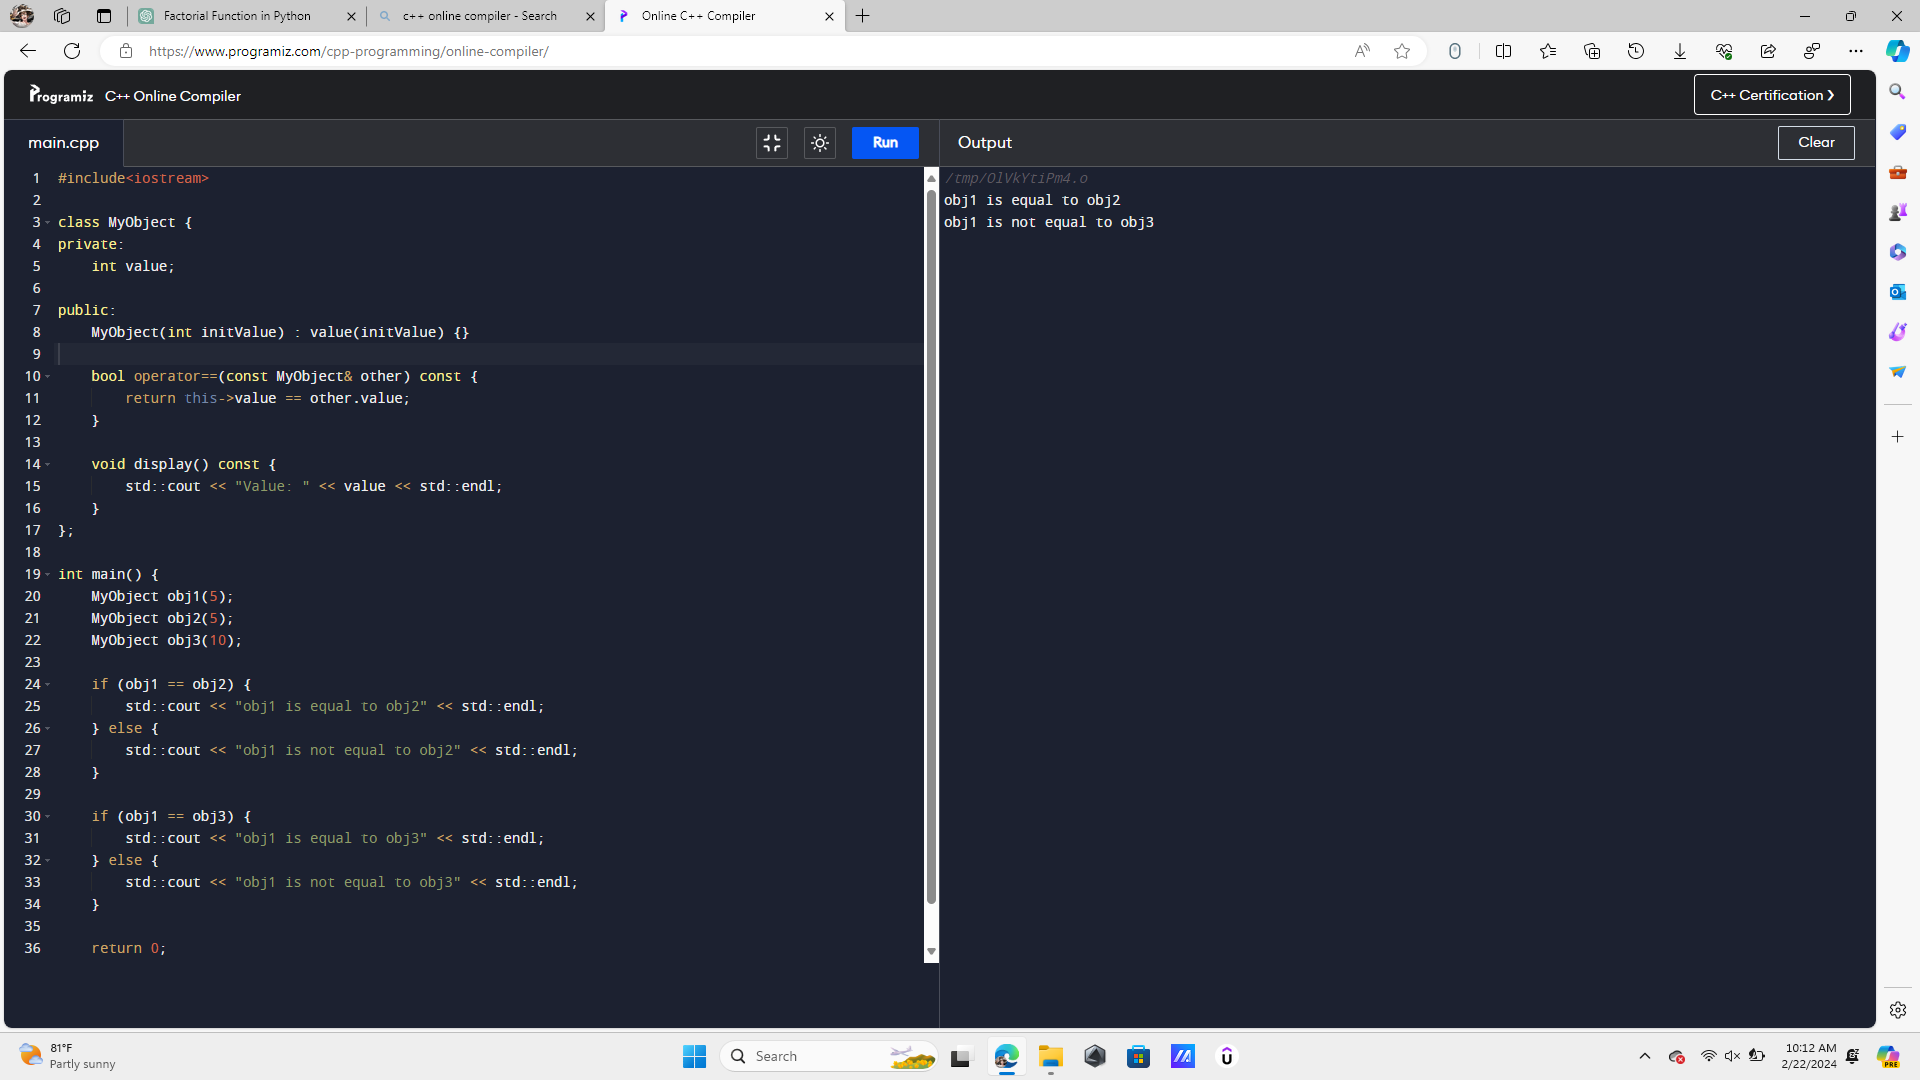 Factorial Function in Python
c++ online compiler - Search
Online C++ Compiler
https://www.programiz.com/cpp-programming/online-compiler/
Programiz C++ Online Compiler
C++ Certification
main.cpp
Run
Output
Clear
1 #include<iostream>
2
3 class MyObject {
4 private:
5     int value;
6
7 public:
8     MyObject(int initValue) : value(initValue) {}
9
10     bool operator==(const MyObject& other) const {
11         return this->value == other.value;
12     }
13
14     void display() const {
15         std::cout << "Value: " << value << std::endl;
16     }
17 };
18
19 int main() {
20     MyObject obj1(5);
21     MyObject obj2(5);
22     MyObject obj3(10);
23
24     if (obj1 == obj2) {
25         std::cout << "obj1 is equal to obj2" << std::endl;
26     } else {
27         std::cout << "obj1 is not equal to obj2" << std::endl;
28     }
29
30     if (obj1 == obj3) {
31         std::cout << "obj1 is equal to obj3" << std::endl;
32     } else {
33         std::cout << "obj1 is not equal to obj3" << std::endl;
34     }
35
36     return 0;
/tmp/OlVkYtiPm4.o
obj1 is equal to obj2
obj1 is not equal to obj3
81°F
Partly sunny
Search
10:12 AM
2/22/2024
PRE